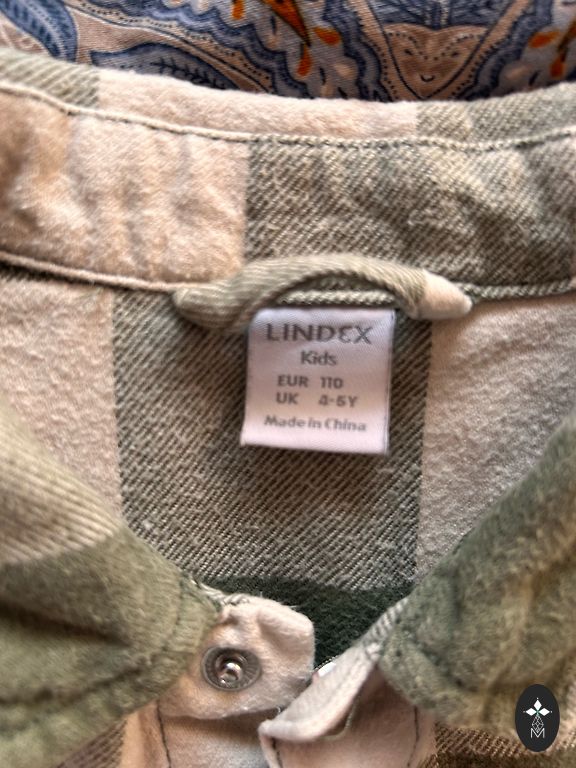 LINDEX
Kids
EUR 110
UK 4-5Y
Made in China